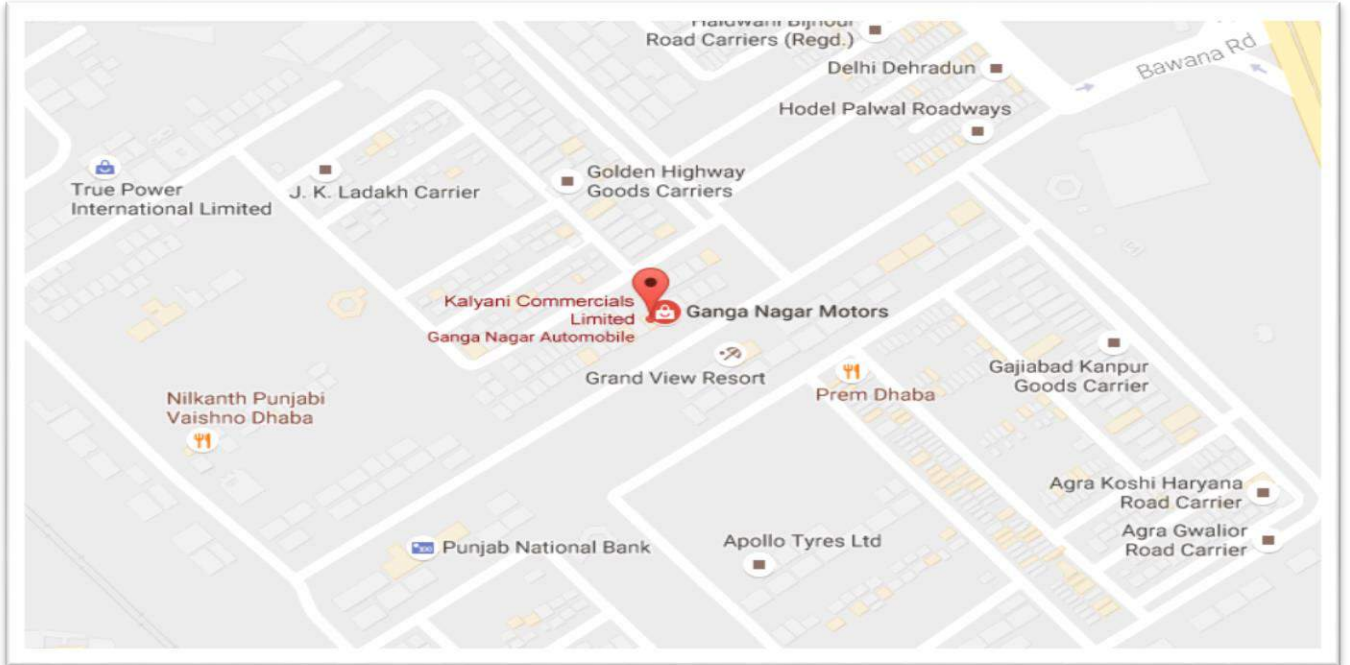 Haldwani Bijnour
Road Carriers (Regd.)
Bawana Rd
Delhi Dehradun
Hodel Palwal Roadways
True Power
International Limited
J. K. Ladakh Carrier
Golden Highway
Goods Carriers
Kalyani Commercials
Limited
Ganga Nagar Automobile
Ganga Nagar Motors
Grand View Resort
Prem Dhaba
Gajiabad Kanpur
Goods Carrier
Nilkanth Punjabi
Vaishno Dhaba
Agra Koshi Haryana
Road Carrier
Agra Gwalior
Road Carrier
Punjab National Bank
Apollo Tyres Ltd